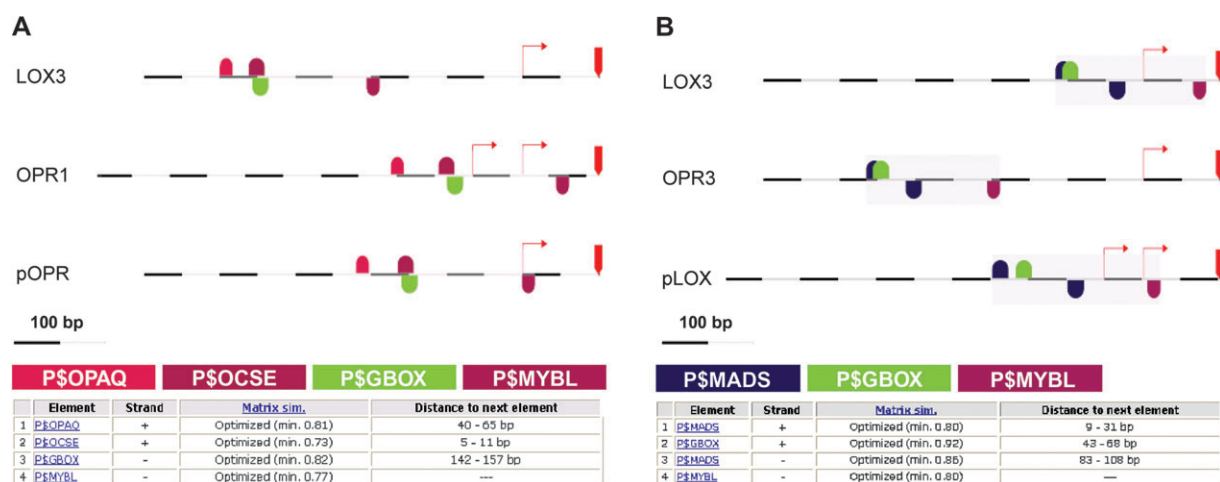 A
LOX3
OPR1
pOPR
100 bp
P$OPAQ P$OCSE P$GBOX P$MYBL
Element Strand Matrix sim. Distance to next element
1 P$OPAQ + Optimized (min. 0.81) 40 - 65 bp
2 P$OCSE + Optimized (min. 0.73) 5 - 11 bp
3 P$GBOX - Optimized (min. 0.82) 142 - 157 bp
4 P$MYBL - Optimized (min. 0.77) ---
B
LOX3
OPR3
pLOX
100 bp
P$MADS P$GBOX P$MYBL
Element Strand Matrix sim. Distance to next element
1 P$MADS + Optimized (min. 0.80) 9 - 31 bp
2 P$GBOX + Optimized (min. 0.92) 43 - 68 bp
3 P$MADS - Optimized (min. 0.86) 83 - 108 bp
4 P$MYBL - Optimized (min. 0.80) ---